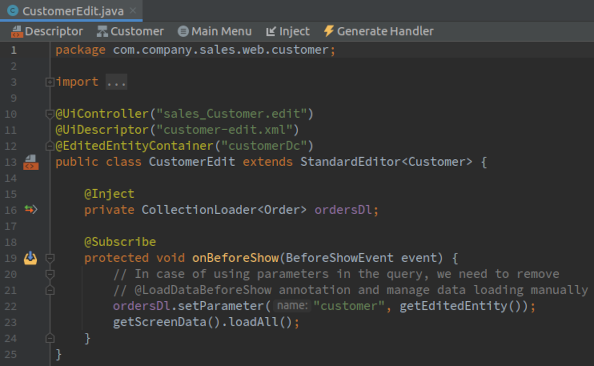 CustomerEdit.java ×
Descriptor Customer Main Menu Inject Generate Handler
1 package com.company.sales.web.customer;
2
3 import ...
9
10 @UiController("sales_Customer.edit")
11 @UiDescriptor("customer-edit.xml")
12 @EditedEntityContainer("customerDc")
13 public class CustomerEdit extends StandardEditor<Customer> {
14
15 @Inject
16 private CollectionLoader<Order> ordersDl;
17
18 @Subscribe
19 protected void onBeforeShow(BeforeShowEvent event) {
20 // In case of using parameters in the query, we need to remove
21 // @LoadDataBeforeShow annotation and manage data loading manually
22 ordersDl.setParameter( name: "customer", getEditedEntity());
23 getScreenData().loadAll();
24 }
25 }